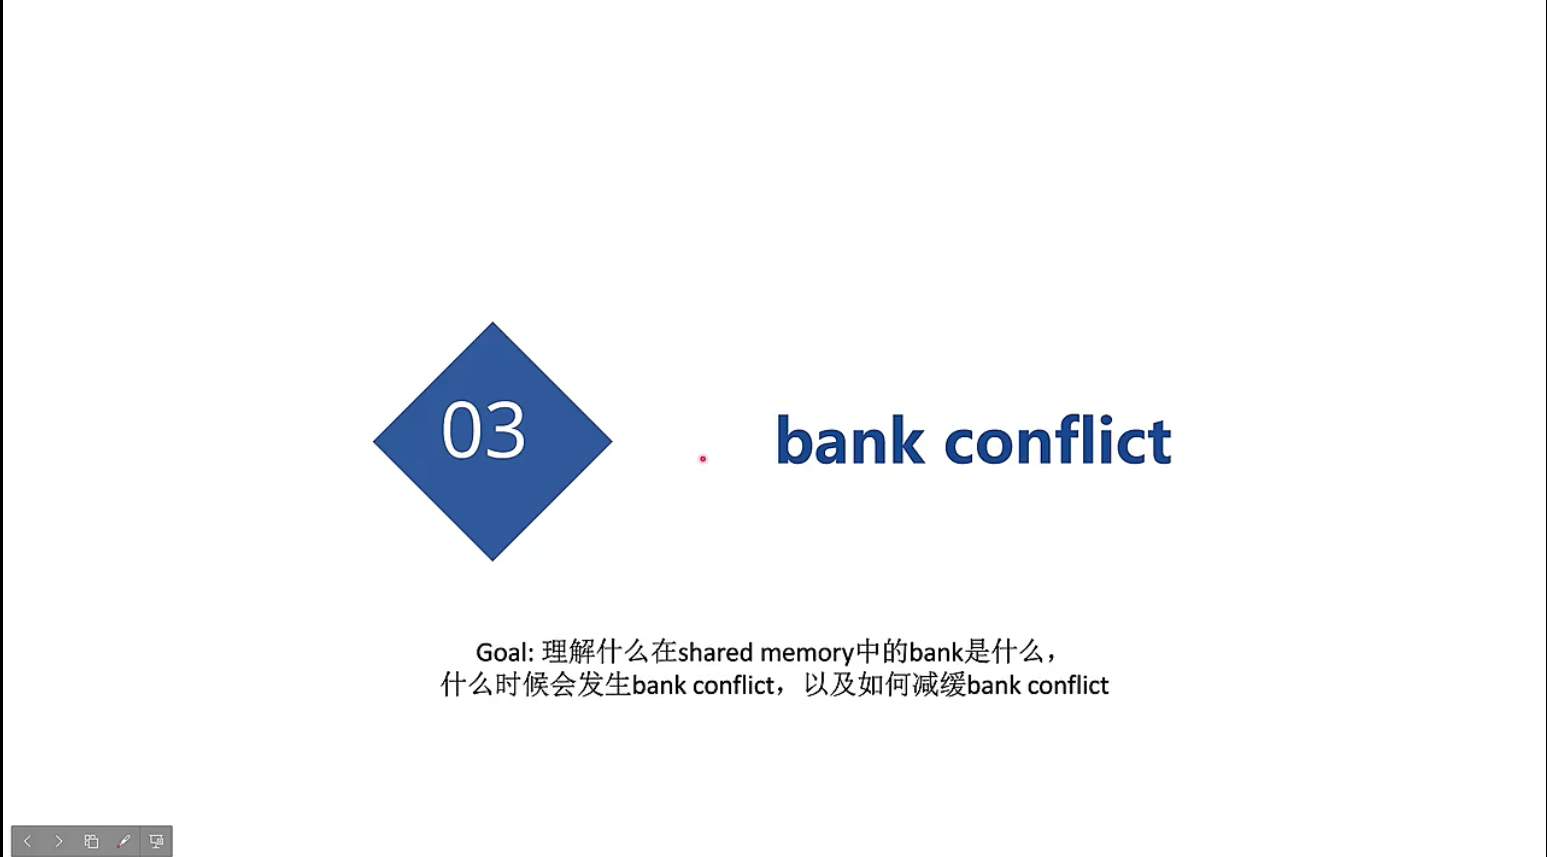 03
bank conflict
Goal: 理解什么在shared memory中的bank是什么，
什么时候会发生bank conflict，以及如何减缓bank conflict